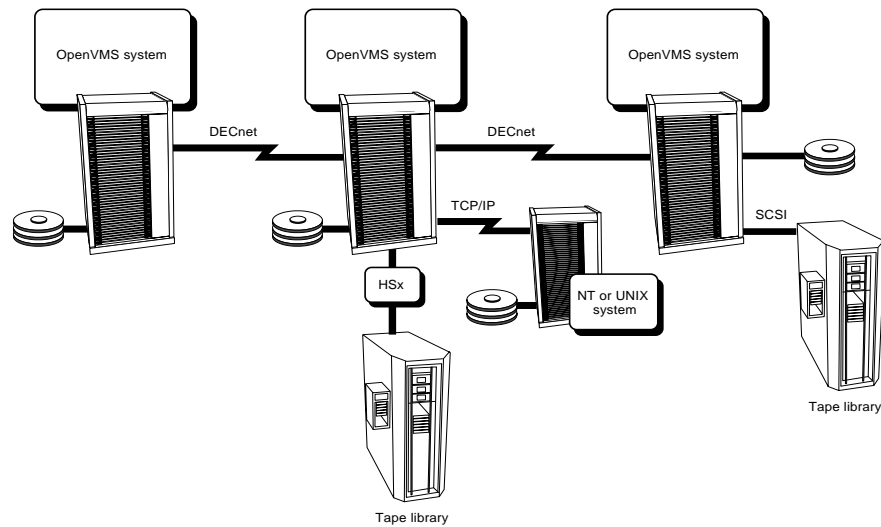 OpenVMS system
OpenVMS system
OpenVMS system
DECnet
DECnet
TCP/IP
SCSI
HSx
NT or UNIX
system
Tape library
Tape library